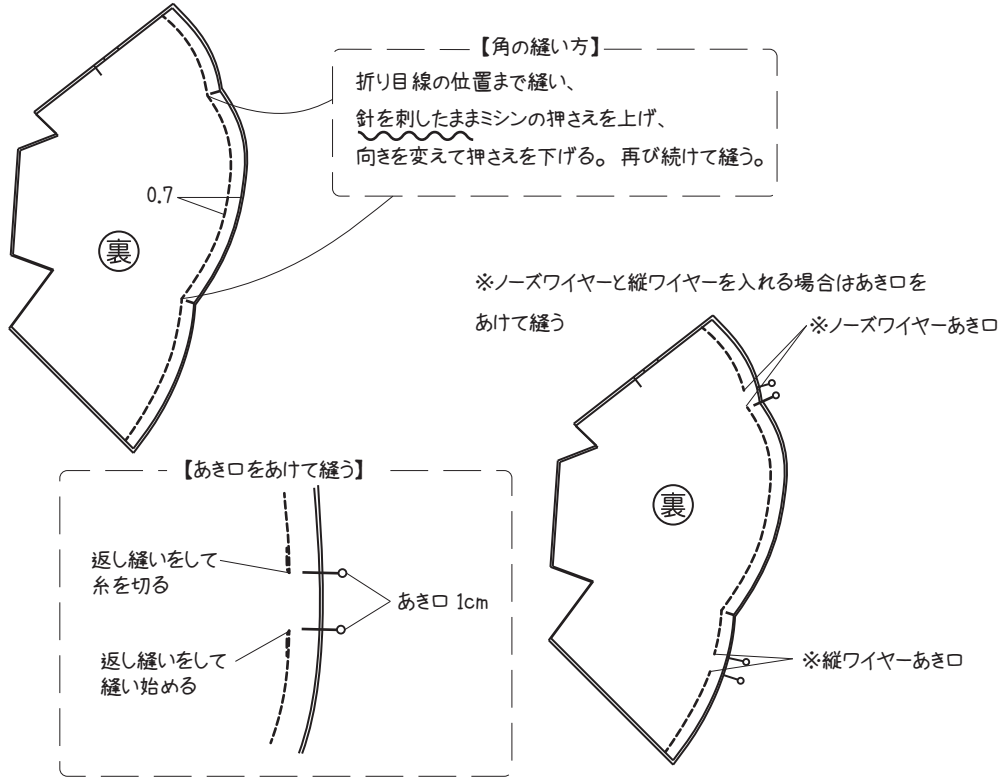 【角の縫い方】
折り目線の位置まで縫い、
針を刺したままミシンの押さえを上げ、
向きを変えて押さえを下げる。 再び続けて縫う。
0.7
裏
※ノーズワイヤーと縦ワイヤーを入れる場合はあき口を
あけて縫う
※ノーズワイヤーあき口
裏
※縦ワイヤーあき口
【あき口をあけて縫う】
返し縫いをして
糸を切る
あき口 1cm
返し縫いをして
縫い始める